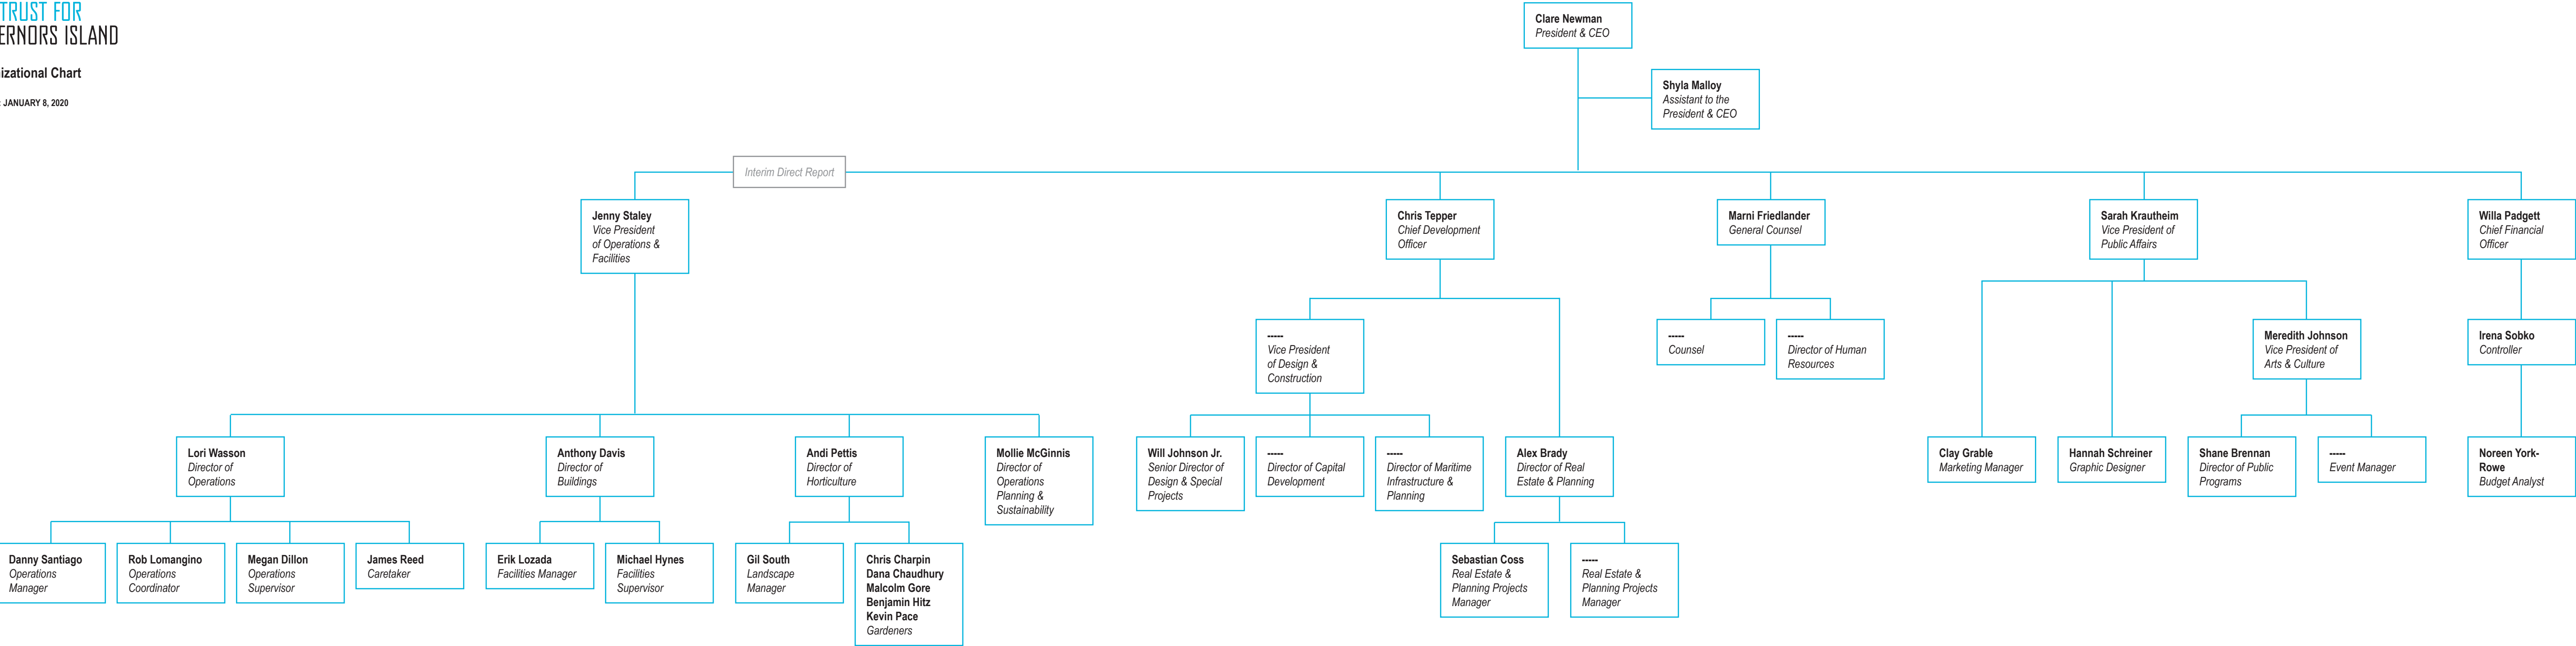 TRUST FOR
ERNORS ISLAND
izational Chart
: JANUARY 8, 2020
Clare Newman
President & CEO
Shyla Malloy
Assistant to the
President & CEO
Interim Direct Report
Jenny Staley
Vice President
of Operations &
Facilities
Chris Tepper
Chief Development
Officer
Marni Friedlander
General Counsel
Sarah Krautheim
Vice President of
Public Affairs
Willa Padgett
Chief Financial
Officer
-----
Vice President
of Design &
Construction
-----
Counsel
-----
Director of Human
Resources
Meredith Johnson
Vice President of
Arts & Culture
Irena Sobko
Controller
Lori Wasson
Director of
Operations
Anthony Davis
Director of
Buildings
Andi Pettis
Director of
Horticulture
Mollie McGinnis
Director of
Operations
Planning &
Sustainability
Will Johnson Jr.
Senior Director of
Design & Special
Projects
-----
Director of Capital
Development
-----
Director of Maritime
Infrastructure &
Planning
Alex Brady
Director of Real
Estate & Planning
Clay Grable
Marketing Manager
Hannah Schreiner
Graphic Designer
Shane Brennan
Director of Public
Programs
-----
Event Manager
Noreen York-
Rowe
Budget Analyst
Danny Santiago
Operations
Manager
Rob Lomangino
Operations
Coordinator
Megan Dillon
Operations
Supervisor
James Reed
Caretaker
Erik Lozada
Facilities Manager
Michael Hynes
Facilities
Supervisor
Gil South
Landscape
Manager
Chris Charpin
Dana Chaudhury
Malcolm Gore
Benjamin Hitz
Kevin Pace
Gardeners
Sebastian Coss
Real Estate &
Planning Projects
Manager
-----
Real Estate &
Planning Projects
Manager